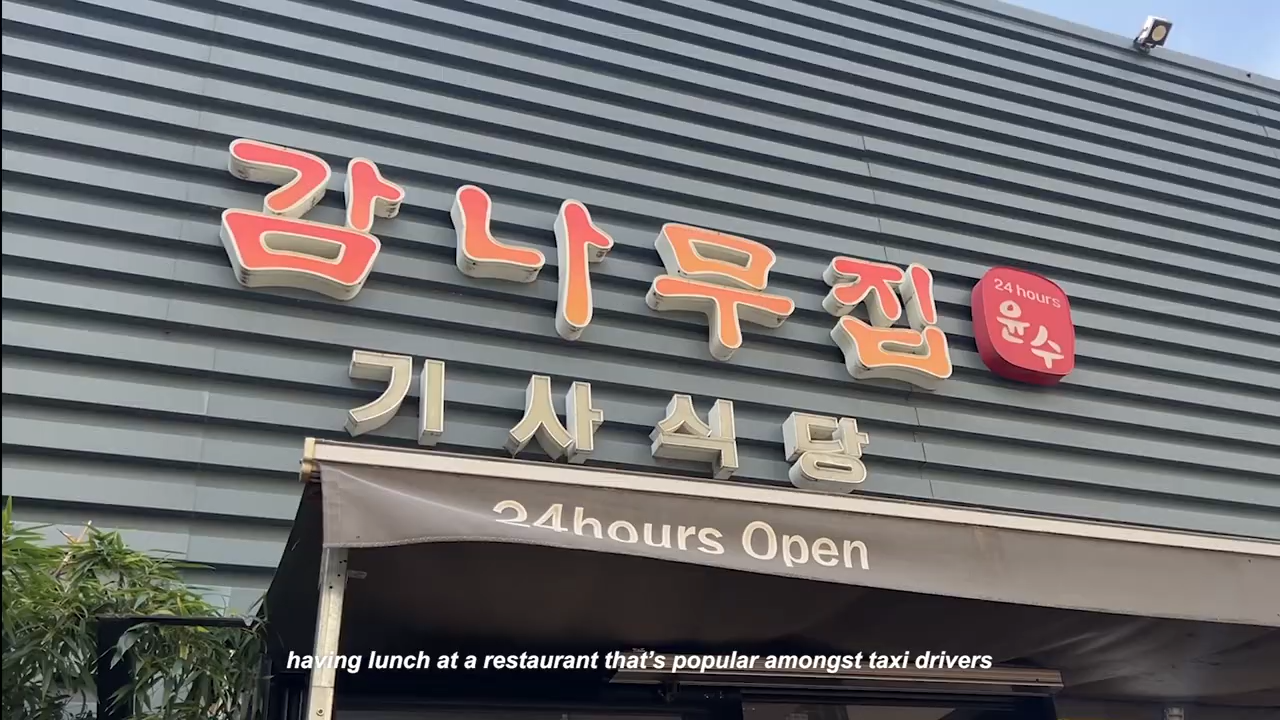 감나무집
24 hours
윤수
기사식당
24hours Open
having lunch at a restaurant that's popular amongst taxi drivers